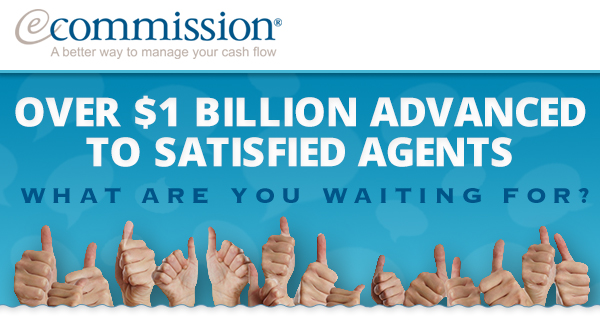 ecommission®
A better way to manage your cash flow
OVER $1 BILLION ADVANCED
TO SATISFIED AGENTS
WHAT ARE YOU WAITING FOR?